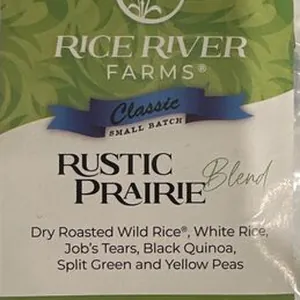 RICE RIVER
FARMS®
Classic
SMALL BATCH
RUSTIC
PRAIRIE Blend
Dry Roasted Wild Rice®, White Rice,
Job's Tears, Black Quinoa,
Split Green and Yellow Peas